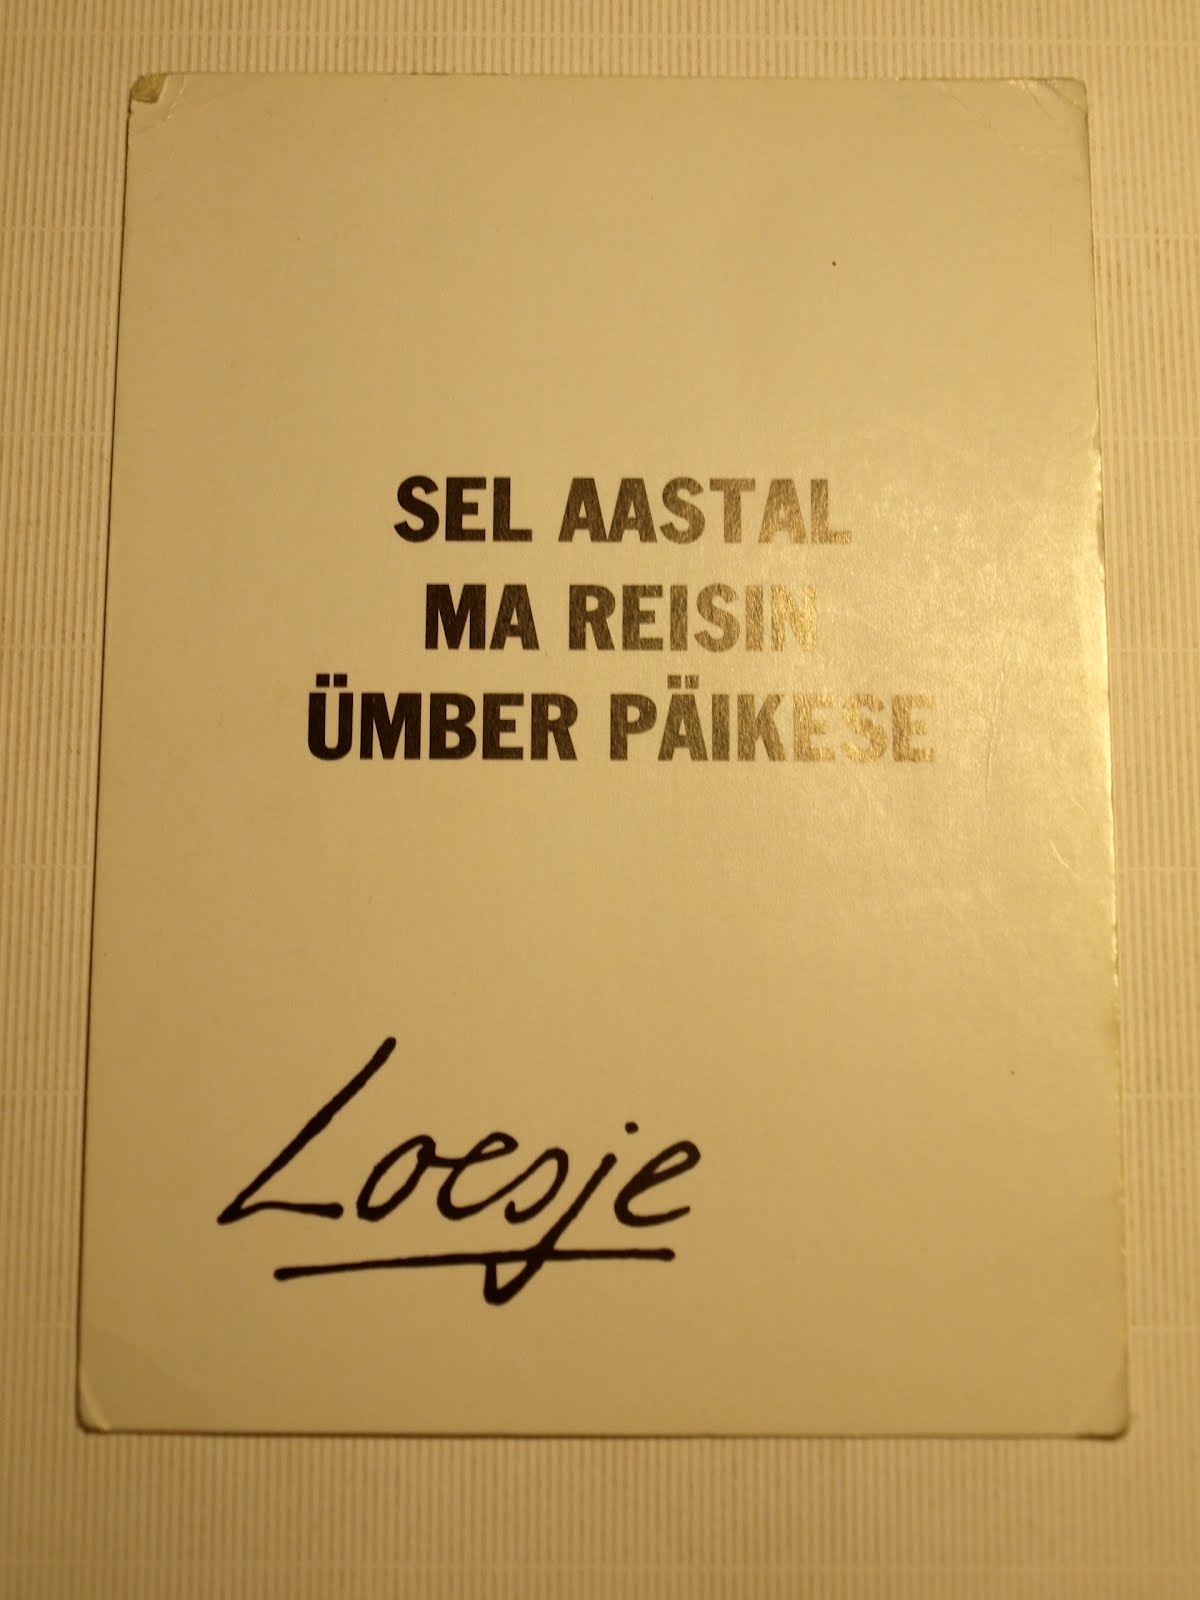 SEL AASTAL
MA REISIN
ÜMBER PÄIKESE
Loesje